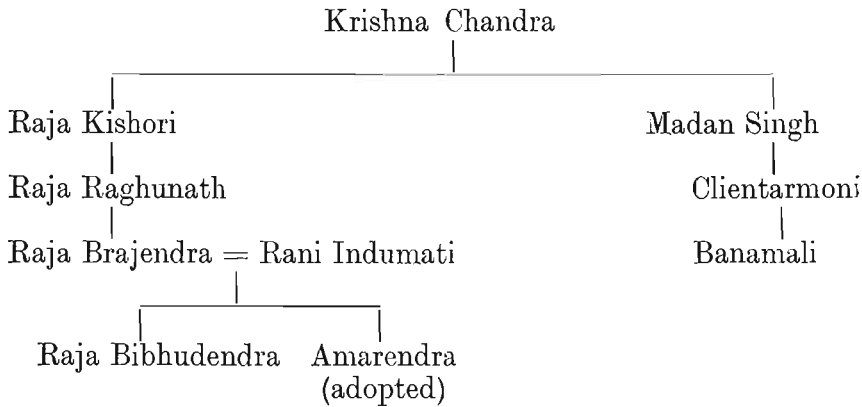 Krishna Chandra
Raja Kishori Madan Singh
Raja Raghunath Clientarmoni
Raja Brajendra = Rani Indumati Banamali
Raja Bibhudendra Amarendra
(adopted)